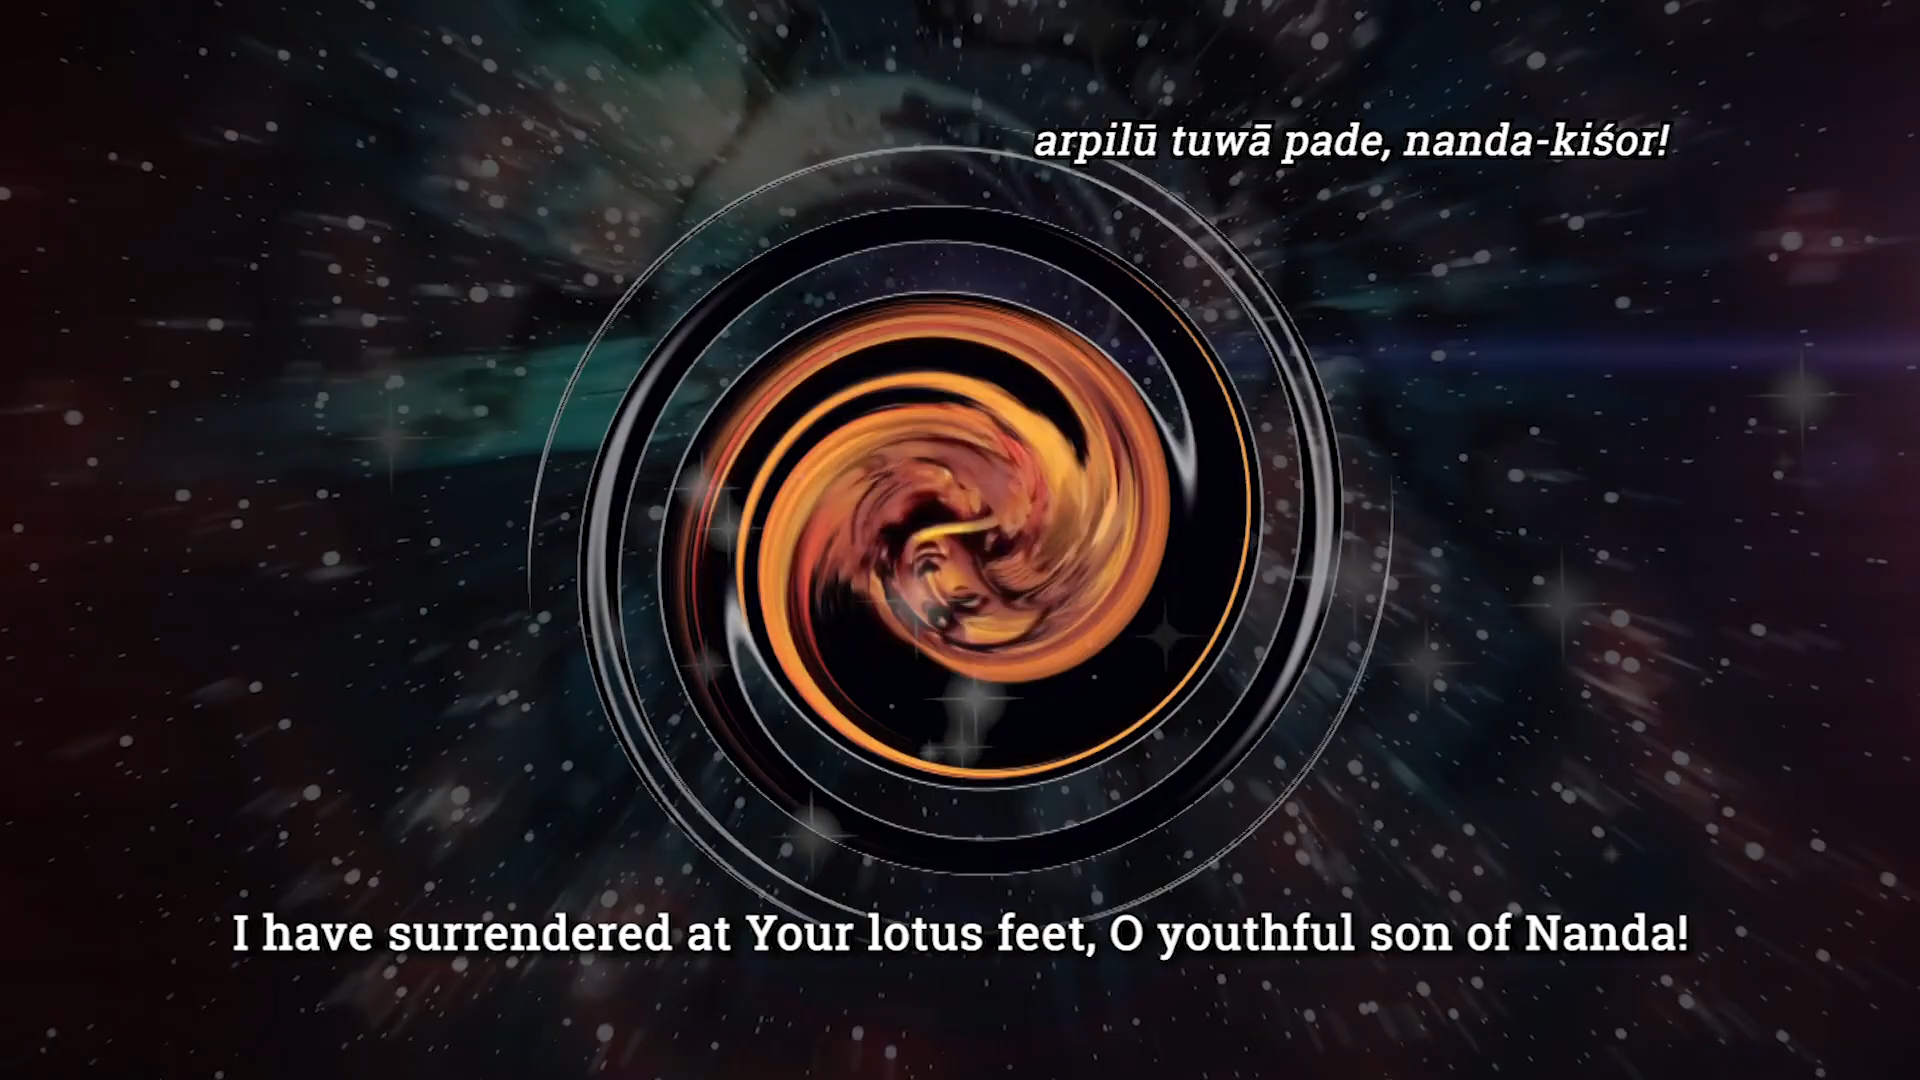 arpilū tuwā pade, nanda-kiśor!
I have surrendered at Your lotus feet, O youthful son of Nanda!